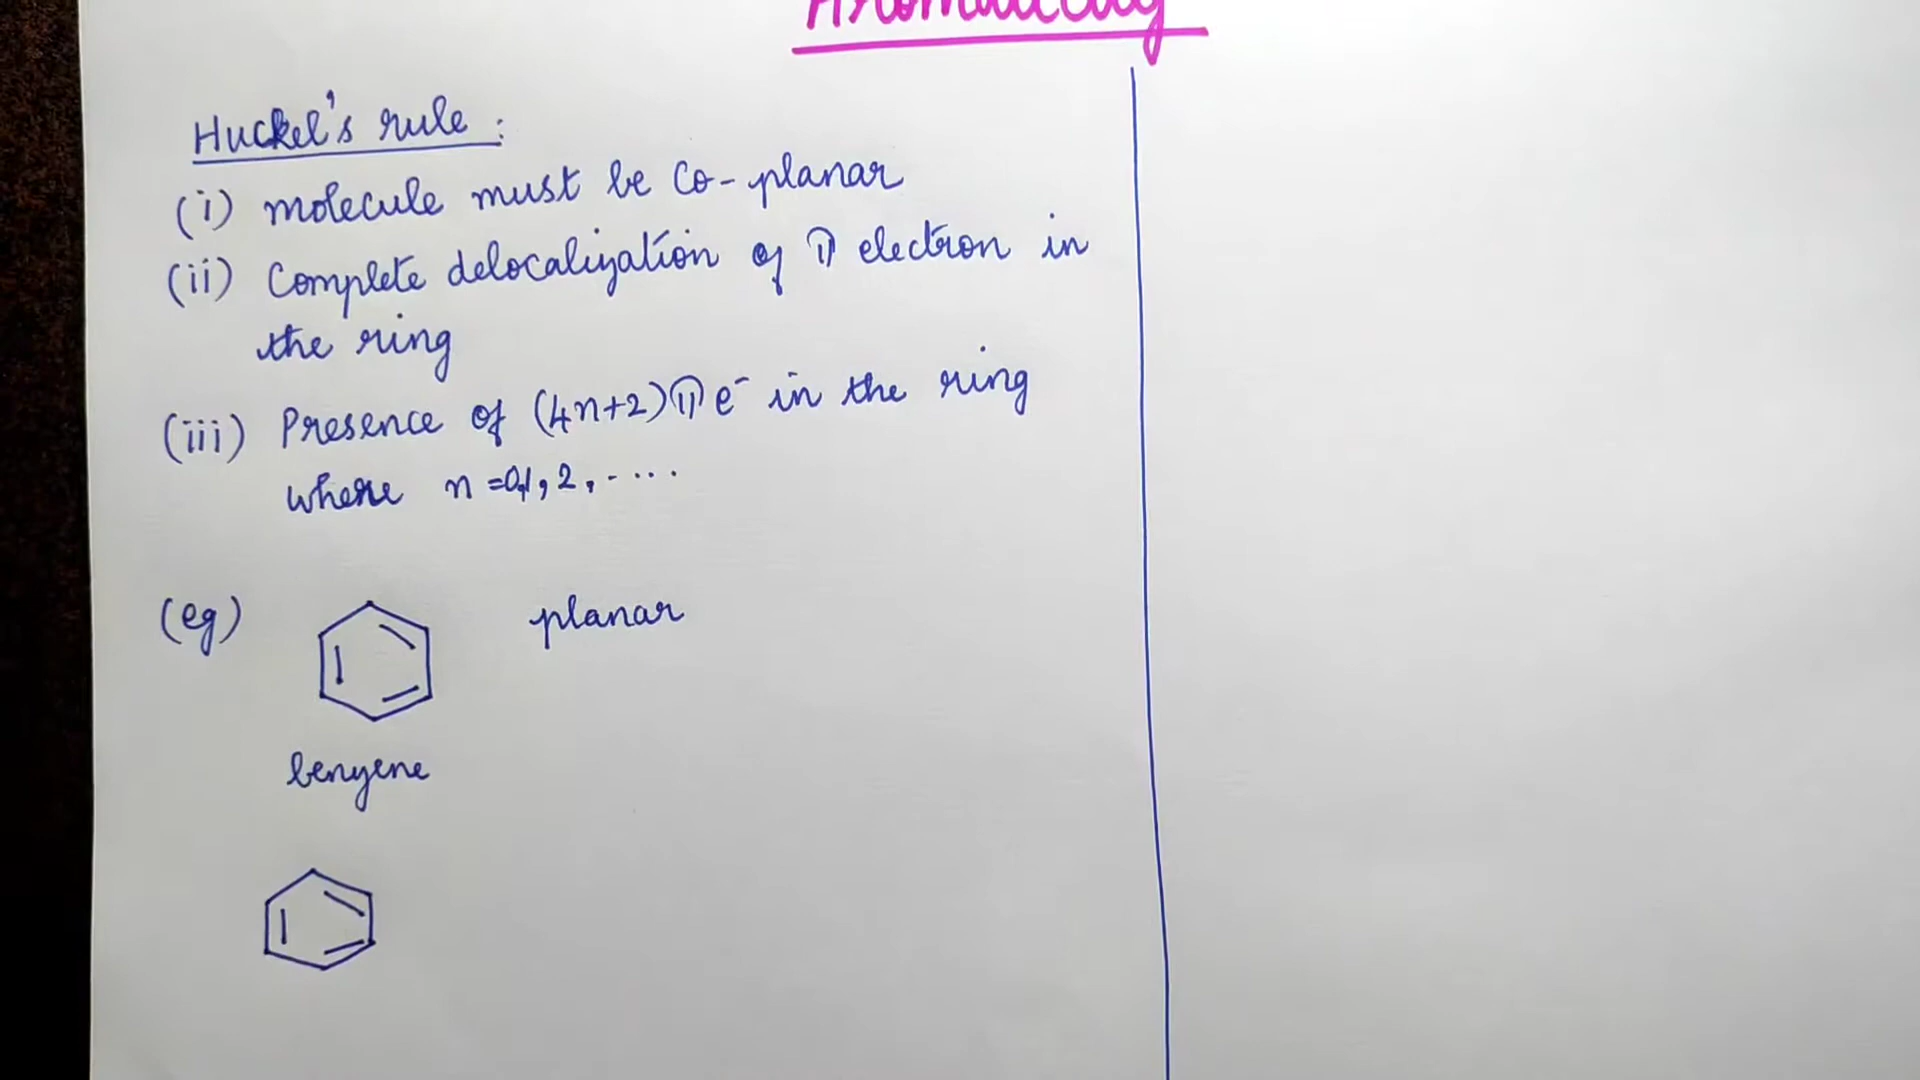 Aromaticity
Huckel's rule :
(i) molecule must be Co-planar
(ii) Complete delocalization of π electron in
the ring
(iii) Presence of (4n+2)π e⁻ in the ring
where n =0,1,2,....
(eg) planar
benzene